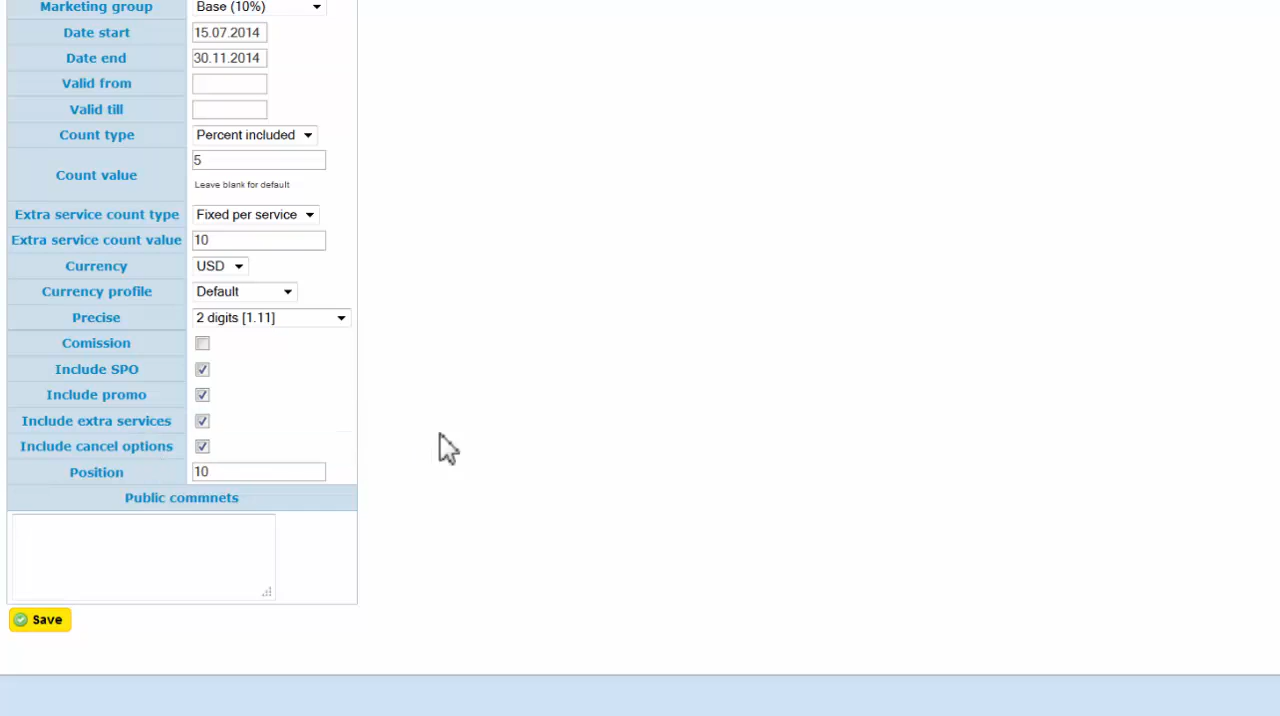 Marketing group Base (10%)
Date start 15.07.2014
Date end 30.11.2014
Valid from
Valid till
Count type Percent included
Count value 5
Leave blank for default
Extra service count type Fixed per service
Extra service count value 10
Currency USD
Currency profile Default
Precise 2 digits [1.11]
Comission
Include SPO
Include promo
Include extra services
Include cancel options
Position 10
Public commnets
Save